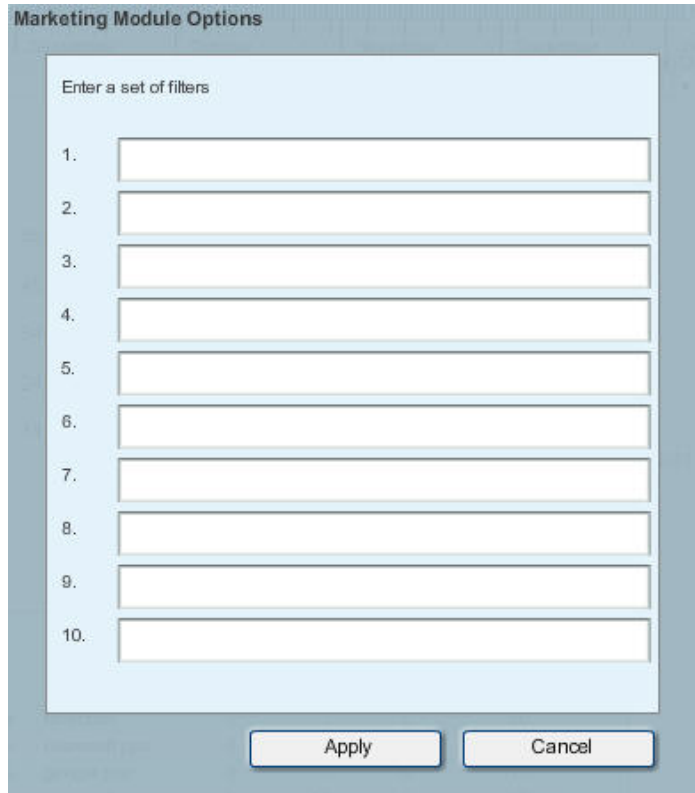 Marketing Module Options
Enter a set of filters
1.
2.
3.
4.
5.
6.
7.
8.
9.
10.
Apply
Cancel